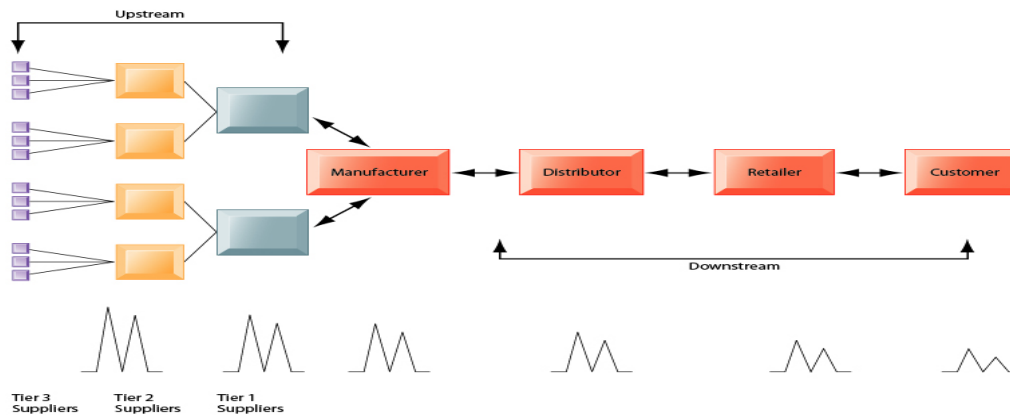 Upstream
Manufacturer
Distributor
Retailer
Customer
Downstream
Tier 3
Suppliers
Tier 2
Suppliers
Tier 1
Suppliers